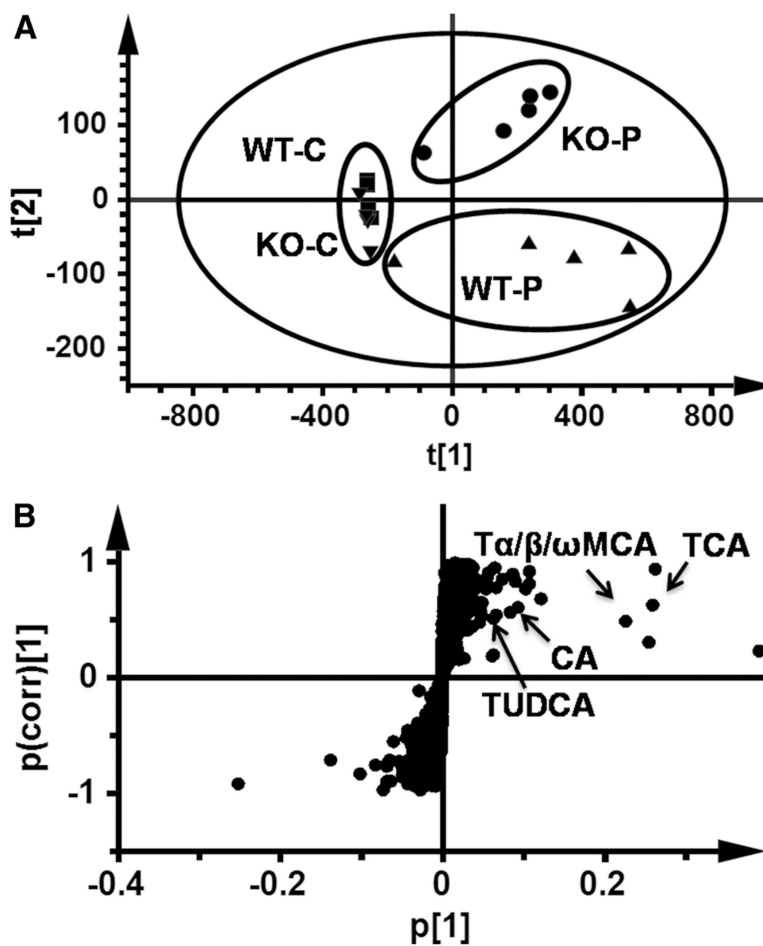 A
100
0
-100
-200
t[2]
WT-C
KO-C
KO-P
WT-P
-800
-400
0
400
800
t[1]
B
1
0
-1
p(corr)[1]
Tα/β/ωMCA
TCA
CA
TUDCA
-0.4
-0.2
0
0.2
p[1]